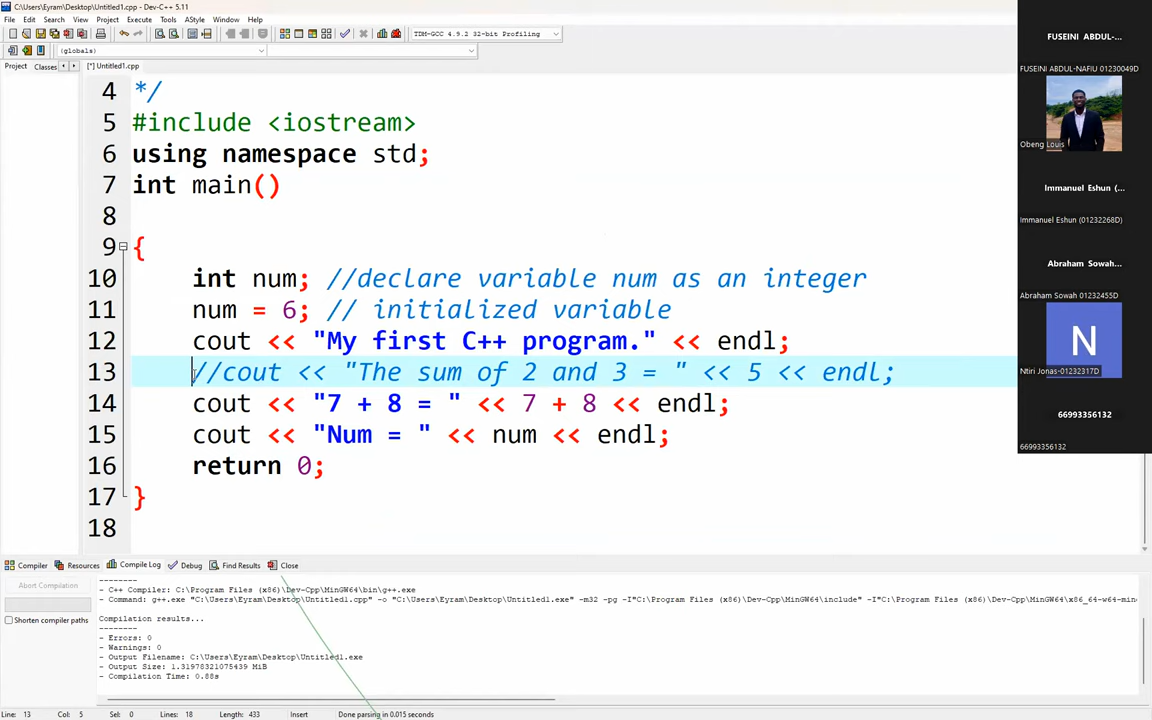 C:\Users\Eyram\Desktop\Untitled1.cpp - Dev-C++ 5.11
File Edit Search View Project Execute Tools AStyle Window Help
TDM-GCC 4.9.2 32-bit Profiling
(globals)
Project Classes
[*] Untitled1.cpp
4 */
5 #include <iostream>
6 using namespace std;
7 int main()
8
9 {
10 int num; //declare variable num as an integer
11 num = 6; // initialized variable
12 cout << "My first C++ program." << endl;
13 //cout << "The sum of 2 and 3 = " << 5 << endl;
14 cout << "7 + 8 = " << 7 + 8 << endl;
15 cout << "Num = " << num << endl;
16 return 0;
17 }
18
FUSEINI ABDUL-...
FUSEINI ABDUL-NAFIU 01230049D
Obeng Louis
Immanuel Eshun (...
Immanuel Eshun (01232268D)
Abraham Sowah...
Abraham Sowah 01232455D
N
Ntiri Jonas-01232317D
66993356132
66993356132
Compiler Resources Compile Log Debug Find Results Close
Abort Compilation
Shorten compiler paths
--------
- C++ Compiler: C:\Program Files (x86)\Dev-Cpp\MinGW64\bin\g++.exe
- Command: g++.exe "C:\Users\Eyram\Desktop\Untitled1.cpp" -o "C:\Users\Eyram\Desktop\Untitled1.exe" -m32 -pg -I"C:\Program Files (x86)\Dev-Cpp\MinGW64\include" -I"C:\Program Files (x86)\Dev-Cpp\MinGW64\x86_64-w64-min
Compilation results...
--------
- Errors: 0
- Warnings: 0
- Output Filename: C:\Users\Eyram\Desktop\Untitled1.exe
- Output Size: 1.31978321075439 MiB
- Compilation Time: 0.88s
Line: 13 Col: 5 Sel: 0 Lines: 18 Length: 433 Insert Done parsing in 0.015 seconds